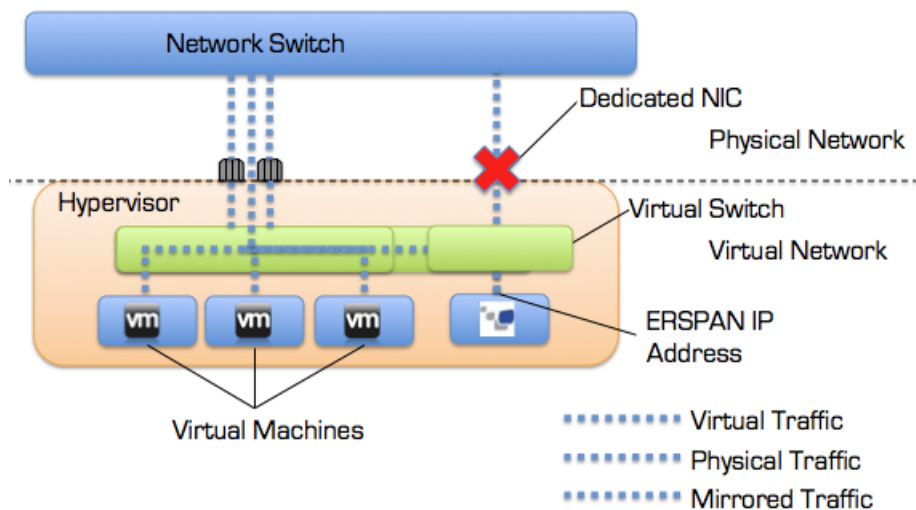 Network Switch
Dedicated NIC
Physical Network
Hypervisor
Virtual Switch
Virtual Network
vm
vm
vm
ERSPAN IP
Address
Virtual Machines
Virtual Traffic
Physical Traffic
Mirrored Traffic